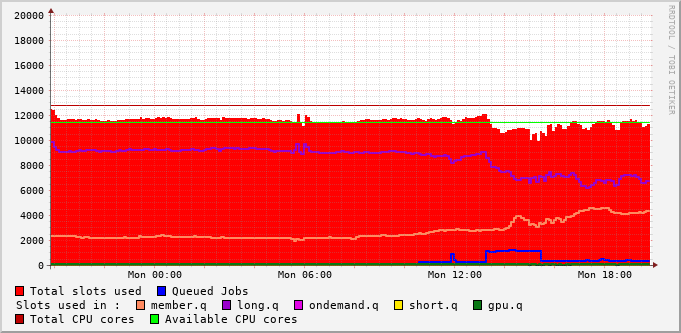 20000
18000
16000
14000
12000
10000
8000
6000
4000
2000
0
Mon 00:00 Mon 06:00 Mon 12:00 Mon 18:00
RRDTOOL / TOBI OETIKER
Total slots used Queued Jobs
Slots used in : member.q long.q ondemand.q short.q gpu.q
Total CPU cores Available CPU cores